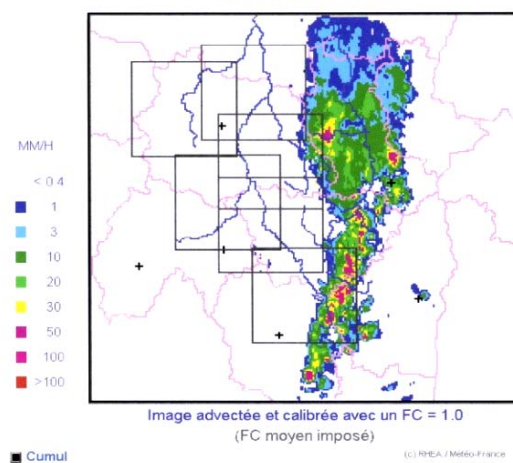 MM/H
< 0.4
1
3
10
20
30
50
100
>100
Image advectée et calibrée avec un FC = 1.0
(FC moyen imposé)
Cumul
(c) RHEA / Météo-France